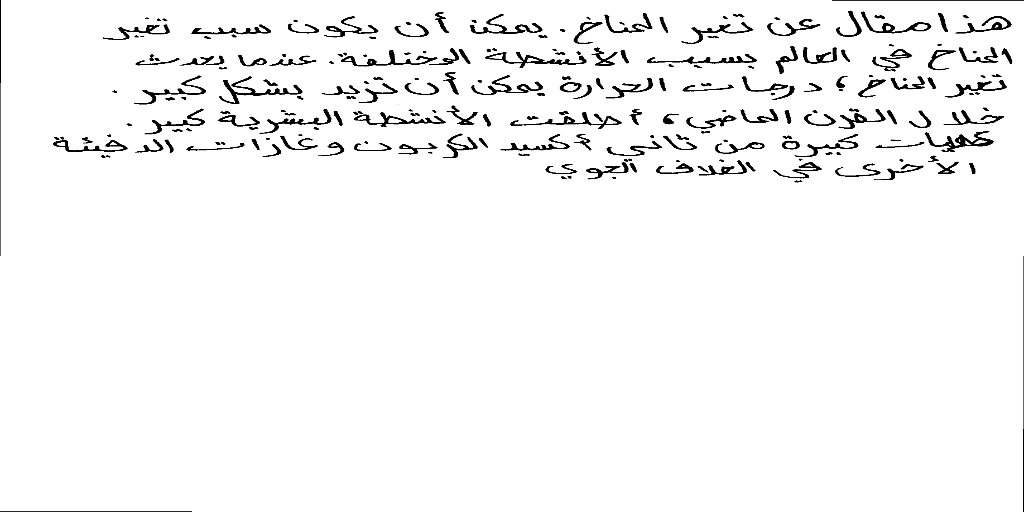 هذا مقال عن تغير المناخ. يمكن أن يكون سبب تغير
المناخ في العالم بسبب الأنشطة المختلفة. عندما يحدث
تغير المناخ ؛ درجات الحرارة يمكن أن تزيد بشكل كبير .
خلال القرن الماضي، أطلقت الأنشطة البشرية كبير .
كميات كبيرة من ثاني أكسيد الكربون وغازات الدفيئة
الأخرى في الغلاف الجوي